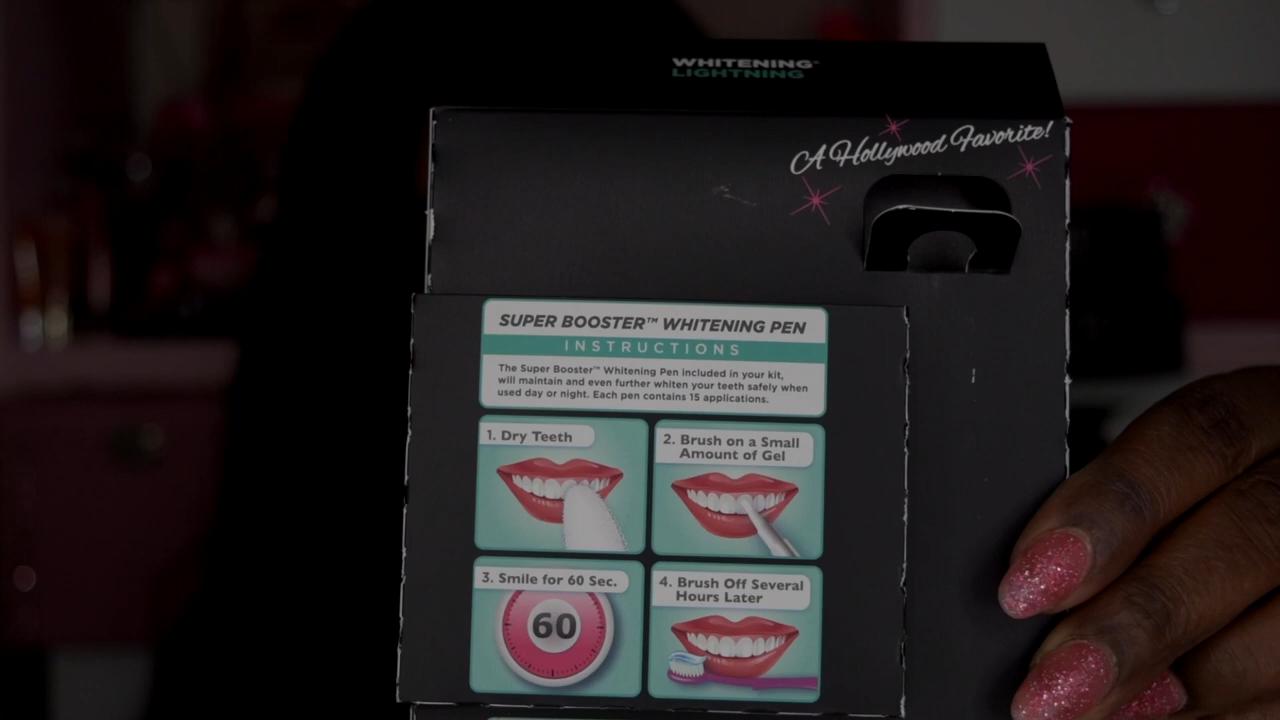 WHITENING®
LIGHTNING
A Hollywood Favorite!
SUPER BOOSTER™ WHITENING PEN
INSTRUCTIONS
The Super Booster™ Whitening Pen included in your kit,
will maintain and even further whiten your teeth safely when
used day or night. Each pen contains 15 applications.
1. Dry Teeth
2. Brush on a Small
Amount of Gel
3. Smile for 60 Sec.
60
4. Brush Off Several
Hours Later